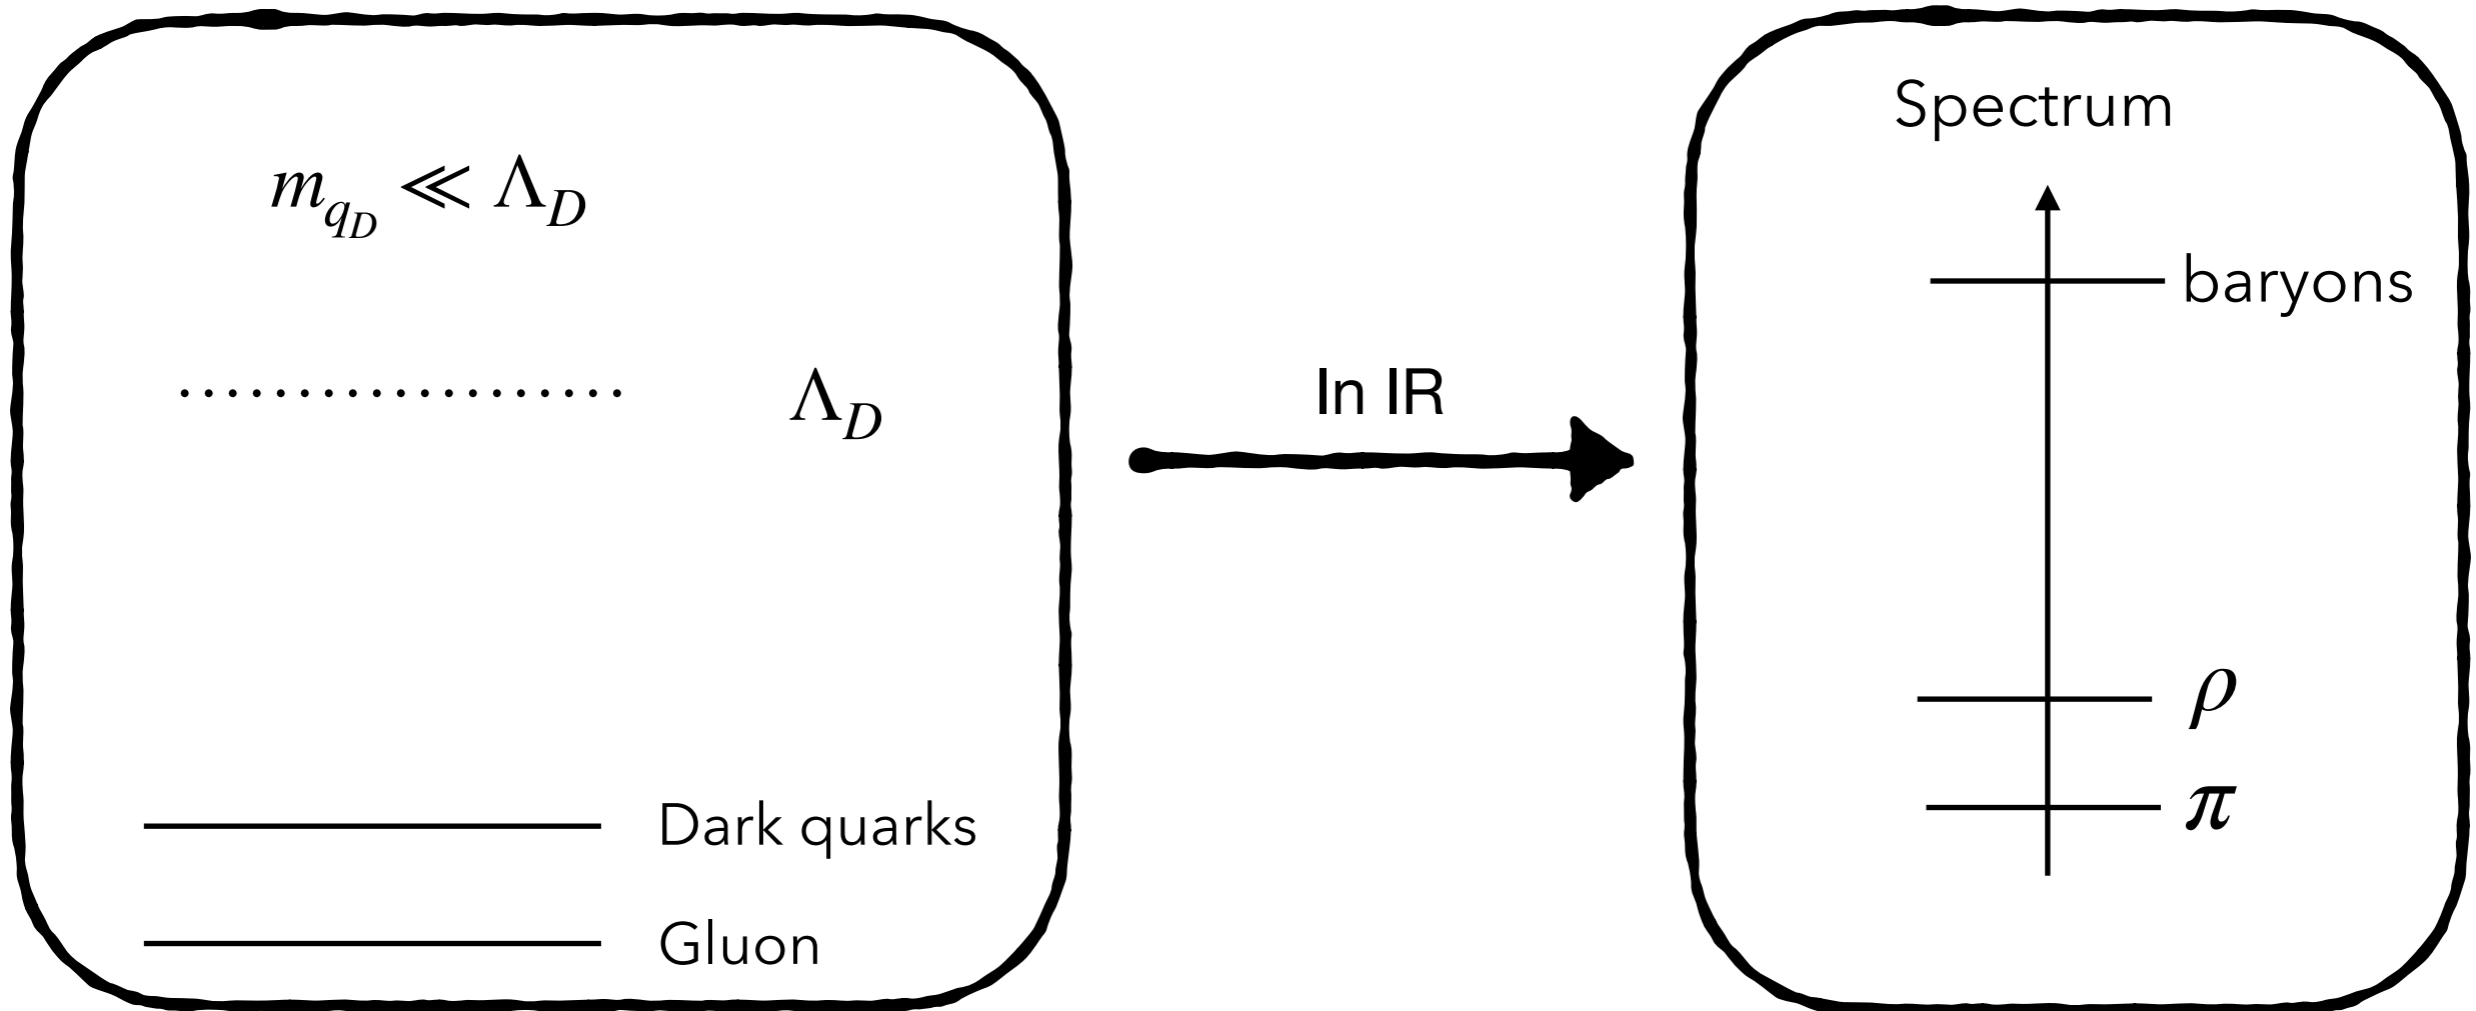 m_{q_D} ≪ Λ_D
Λ_D
Dark quarks
Gluon
In IR
Spectrum
baryons
ρ
π